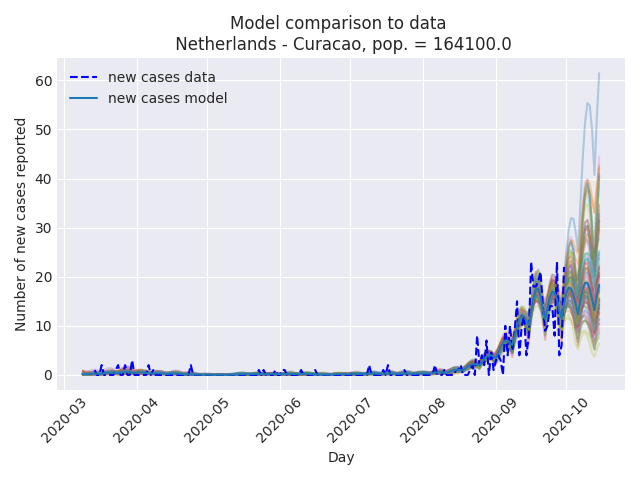 Model comparison to data
Netherlands - Curacao, pop. = 164100.0
new cases data
new cases model
Number of new cases reported
60
50
40
30
20
10
0
2020-03
2020-04
2020-05
2020-06
2020-07
2020-08
2020-09
2020-10
Day